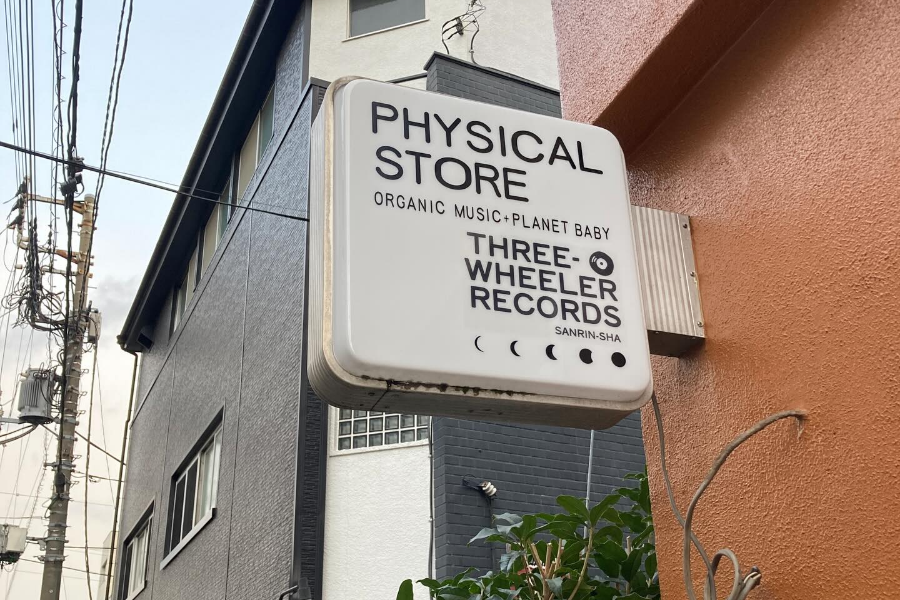 PHYSICAL
STORE
ORGANIC MUSIC+PLANET BABY
THREE-
WHEELER
RECORDS
SANRIN-SHA